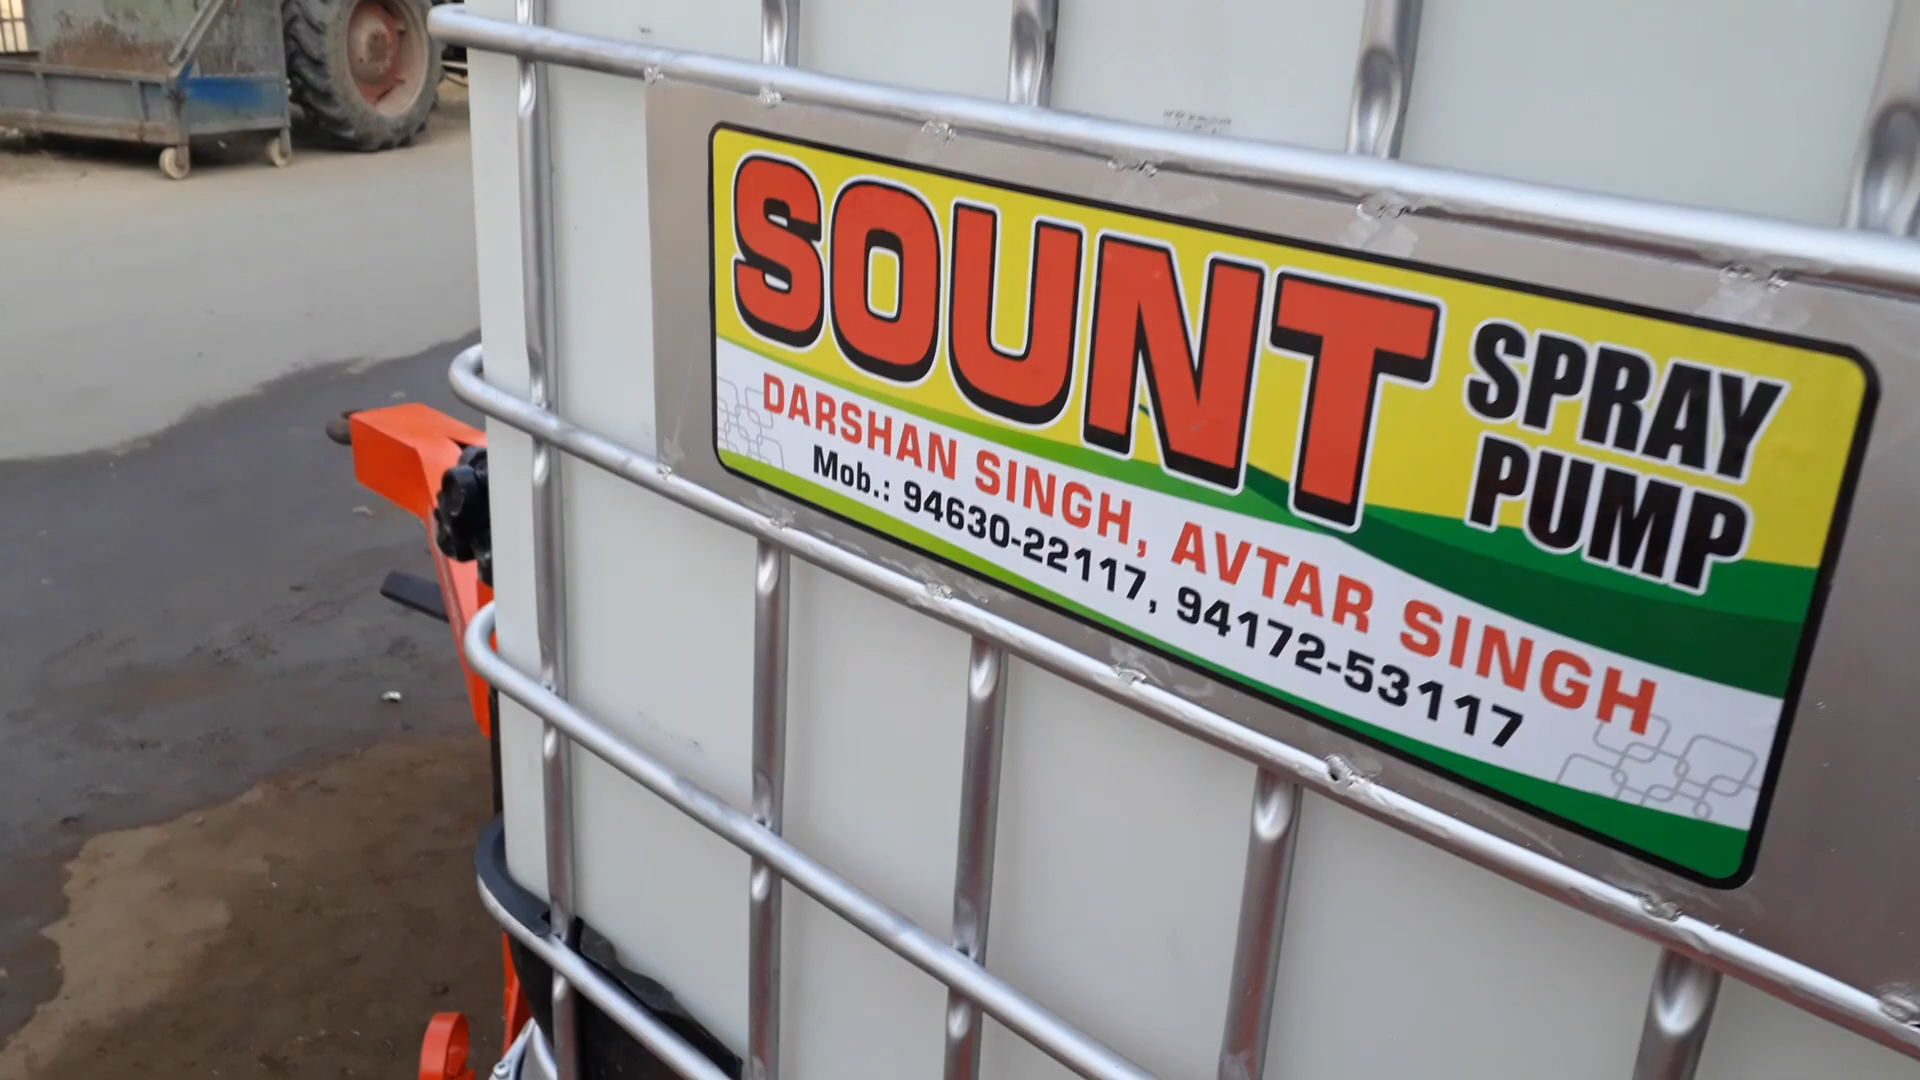 SOUNT
SPRAY
PUMP
DARSHAN SINGH, AVTAR SINGH
Mob.: 94630-22117, 94172-53117